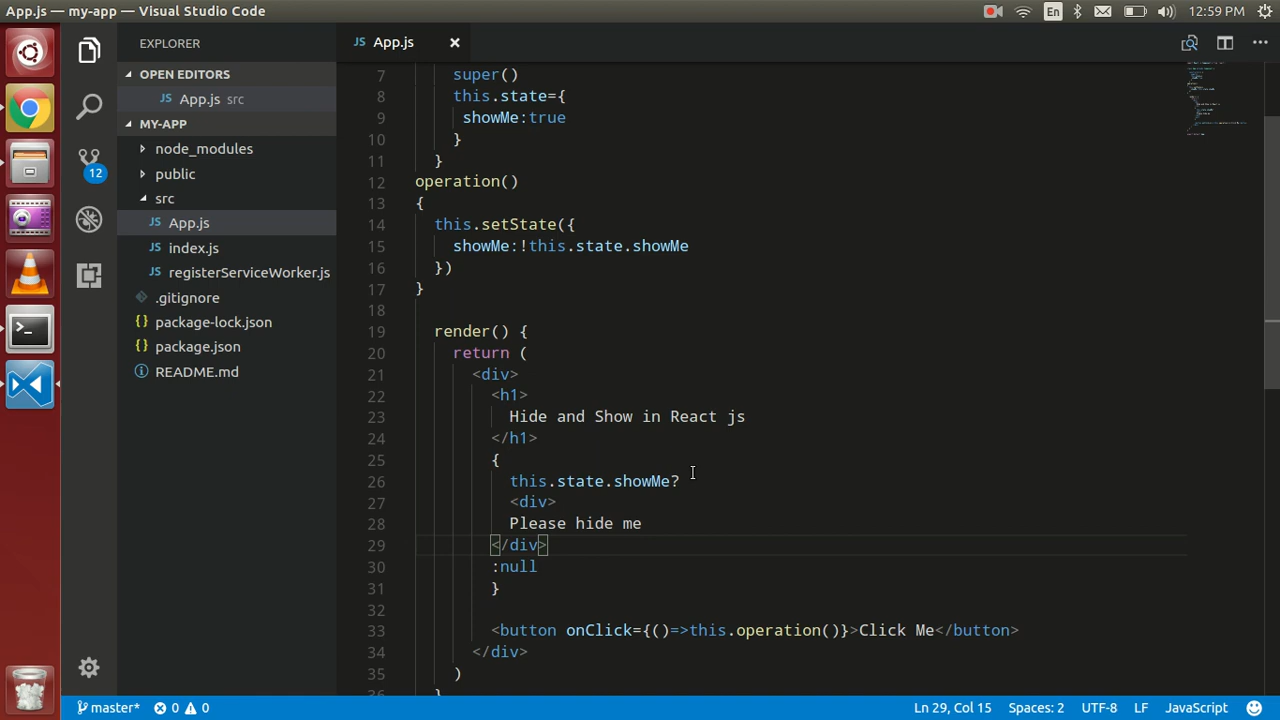 App.js — my-app — Visual Studio Code
En
12:59 PM
EXPLORER
OPEN EDITORS
JS App.js src
MY-APP
node_modules
public
src
JS App.js
JS index.js
JS registerServiceWorker.js
.gitignore
{} package-lock.json
{} package.json
README.md
12
JS App.js
7 super()
8 this.state={
9 showMe:true
10 }
11 }
12 operation()
13 {
14 this.setState({
15 showMe:!this.state.showMe
16 })
17 }
18
19 render() {
20 return (
21 <div>
22 <h1>
23 Hide and Show in React js
24 </h1>
25 {
26 this.state.showMe?
27 <div>
28 Please hide me
29 </div>
30 :null
31 }
32
33 <button onClick={()=>this.operation()}>Click Me</button>
34 </div>
35 )
36 }
master* 0 0
Ln 29, Col 15
Spaces: 2
UTF-8
LF
JavaScript